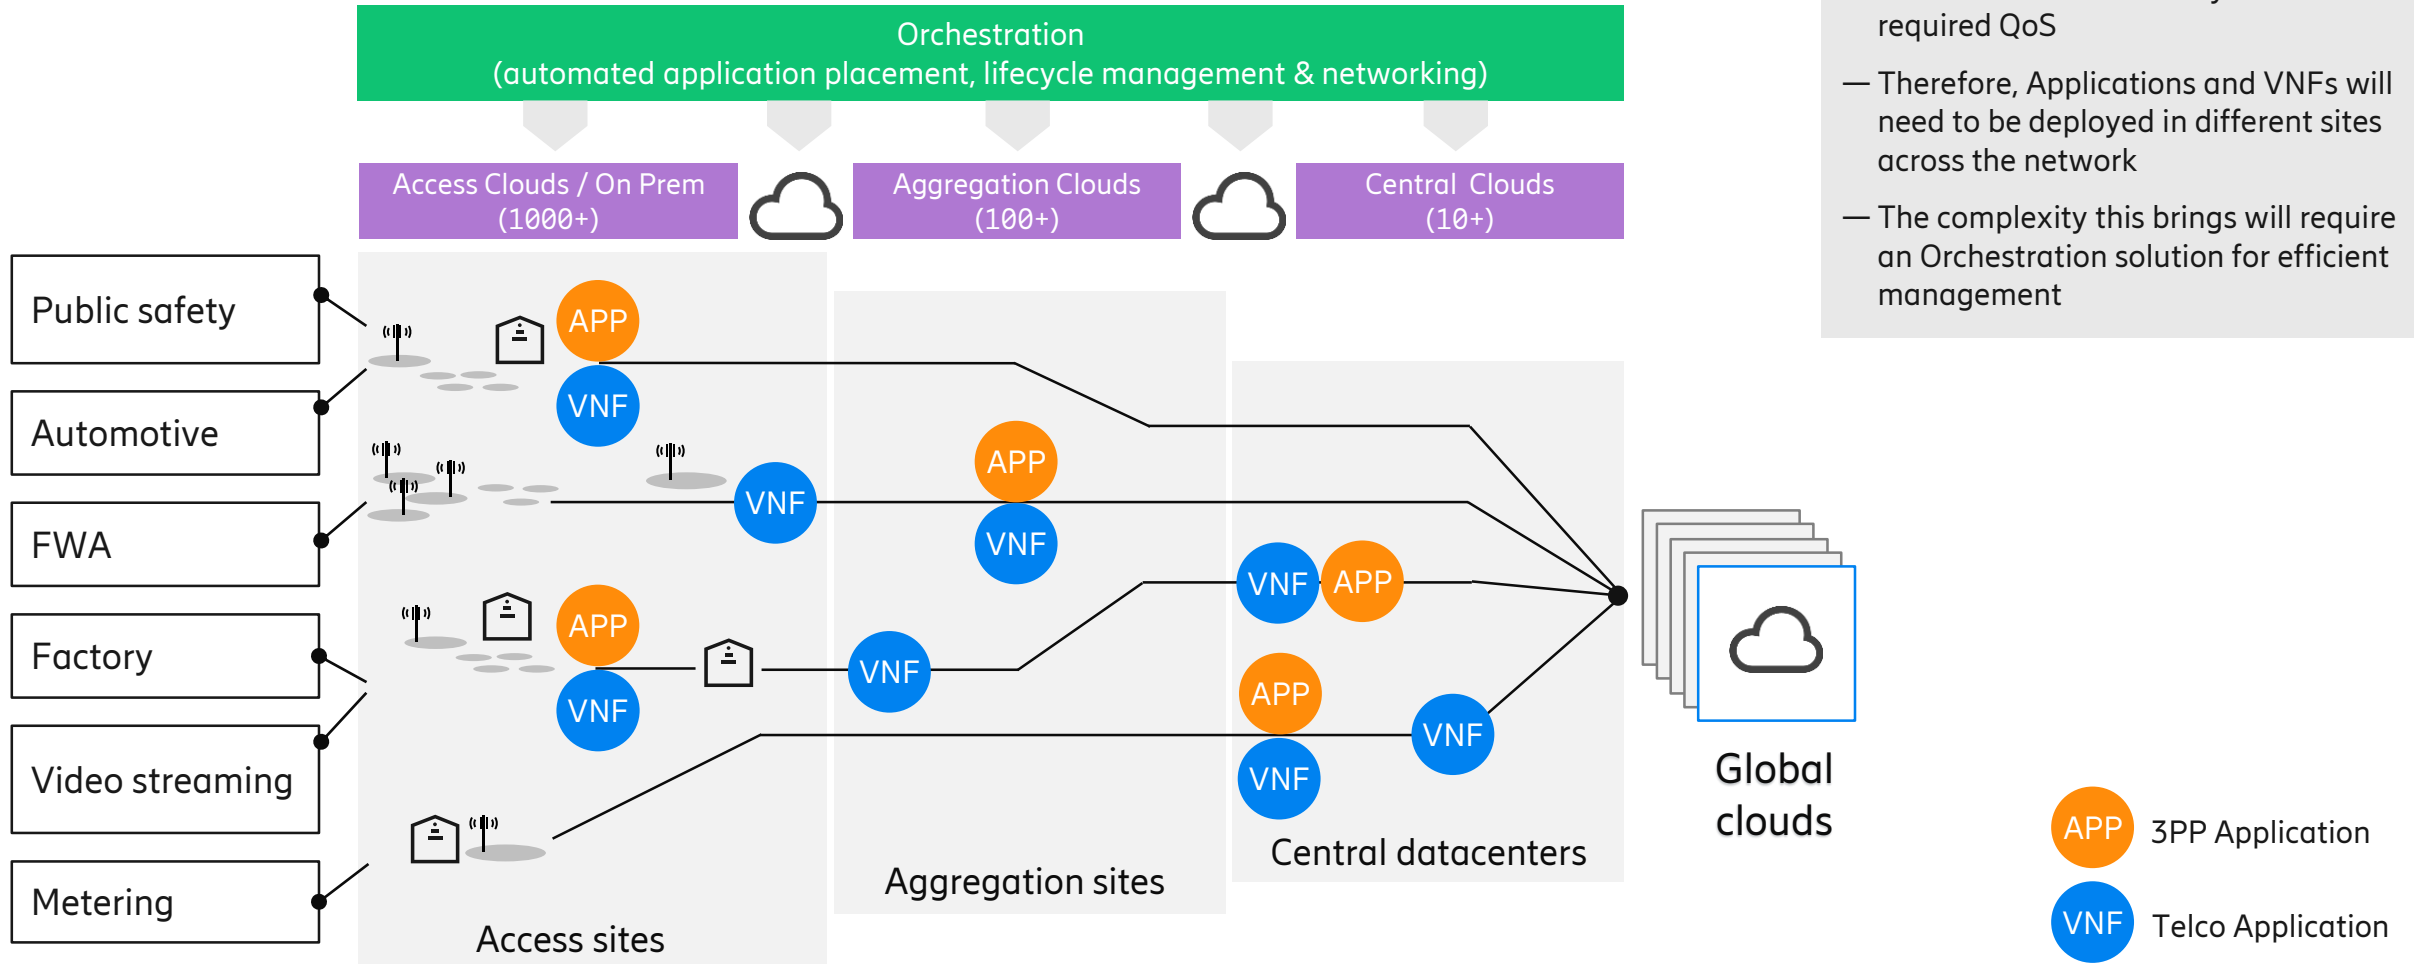 Orchestration
(automated application placement, lifecycle management & networking)
Access Clouds / On Prem
(1000+)
Aggregation Clouds
(100+)
Central Clouds
(10+)
required QoS
— Therefore, Applications and VNFs will
need to be deployed in different sites
across the network
— The complexity this brings will require
an Orchestration solution for efficient
management
Public safety
Automotive
FWA
Factory
Video streaming
Metering
APP
VNF
VNF
APP
VNF
APP
VNF
VNF
VNF
APP
APP
VNF
VNF
Access sites
Aggregation sites
Central datacenters
Global
clouds
APP
3PP Application
VNF
Telco Application